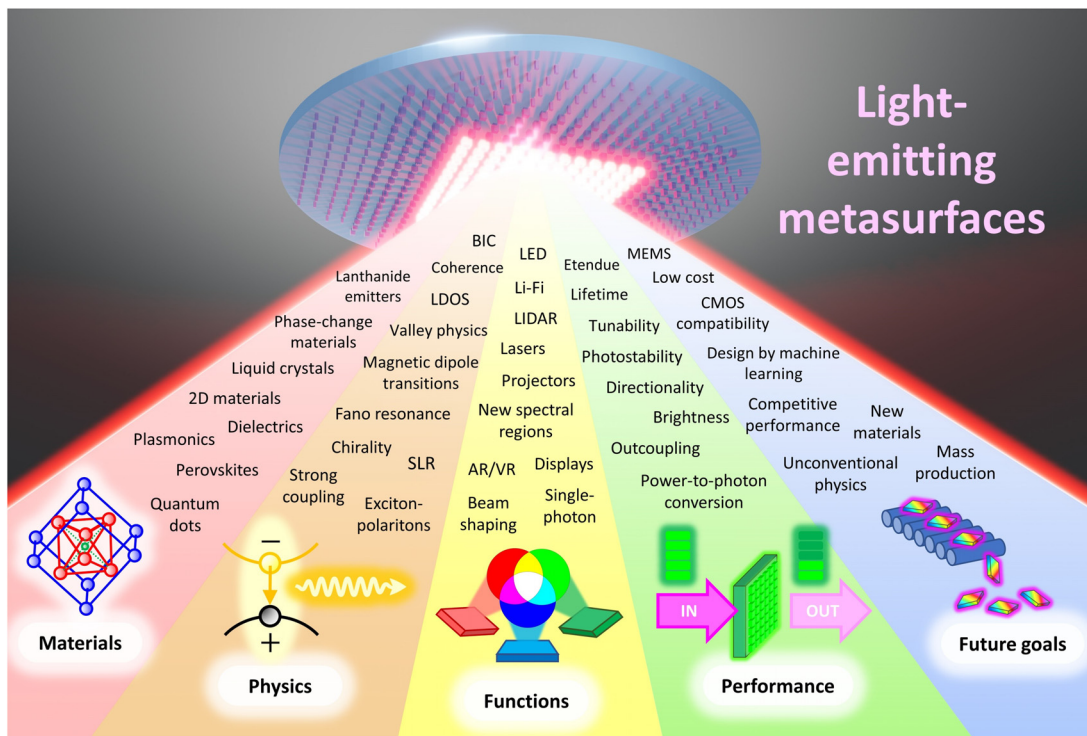 Light-
emitting
metasurfaces
Lanthanide
emitters
Phase-change
materials
Liquid crystals
2D materials
Dielectrics
Plasmonics
Perovskites
Quantum
dots
Materials
BIC
Coherence
LDOS
Valley physics
Magnetic dipole
transitions
Fano resonance
Chirality
SLR
Strong
coupling
Exciton-
polaritons
−
+
Physics
LED
Li-Fi
LIDAR
Lasers
Projectors
New spectral
regions
AR/VR
Displays
Beam
shaping
Single-
photon
Functions
Etendue
Lifetime
Tunability
Photostability
Directionality
Brightness
Outcoupling
Power-to-photon
conversion
IN
OUT
Performance
MEMS
Low cost
CMOS
compatibility
Design by machine
learning
Competitive
performance
New
materials
Unconventional
physics
Mass
production
Future goals